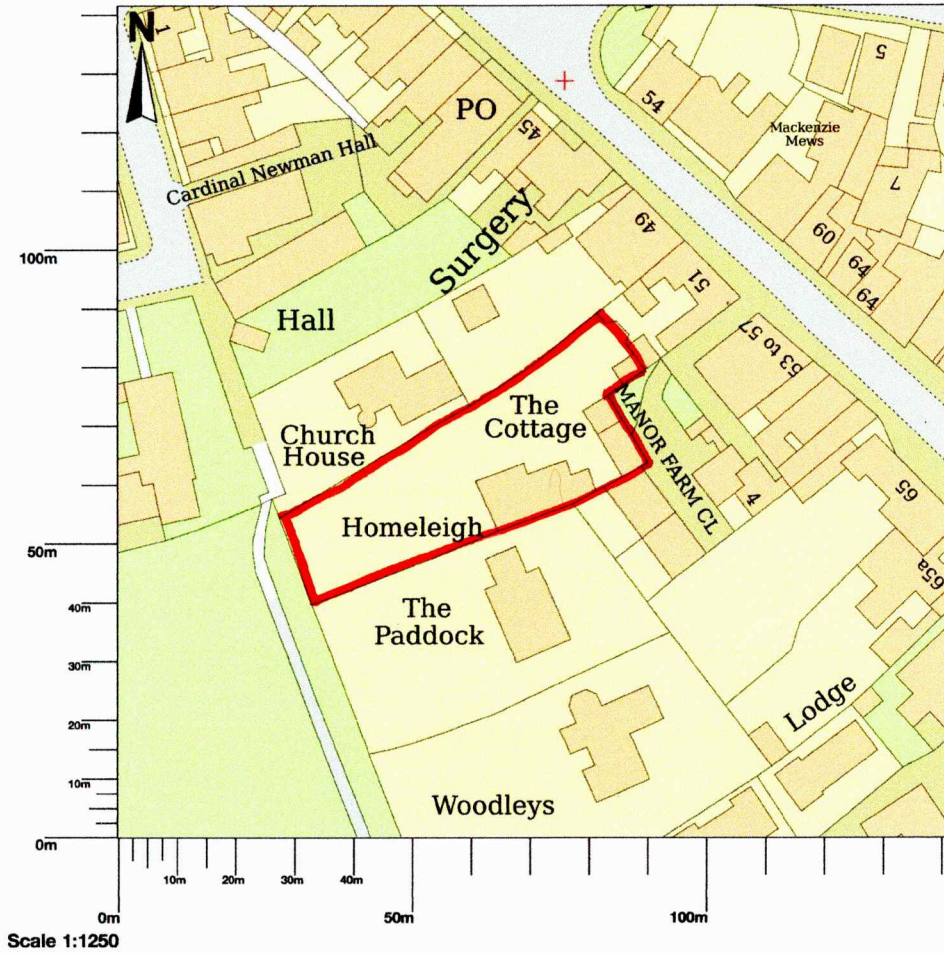 N
1
PO
45
54
5
Mackenzie
Mews
7
Cardinal Newman Hall
Surgery
49
60
64
49
51
Hall
53 to 57
The
Cottage
MANOR FARM CL
Church
House
4
65
Homeleigh
65a
The
Paddock
Lodge
Woodleys
100m
50m
40m
30m
20m
10m
0m
10m
20m
30m
40m
0m
50m
100m
Scale 1:1250